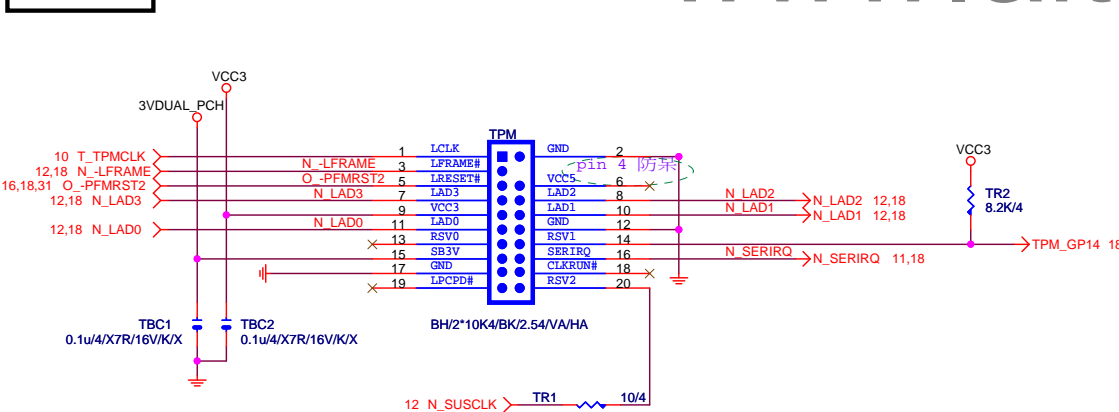 VCC3
3VDUAL_PCH
TPM
10 T_TPMCLK 1 LCLK GND 2
12,18 N_-LFRAME N_-LFRAME 3 LFRAME# pin 4 防呆
16,18,31 O_-PFMRST2 O_-PFMRST2 5 LRESET# VCC5 6
12,18 N_LAD3 N_LAD3 7 LAD3 LAD2 8 N_LAD2 N_LAD2 12,18
9 VCC3 LAD1 10 N_LAD1 N_LAD1 12,18
12,18 N_LAD0 N_LAD0 11 LAD0 GND 12
13 RSV0 RSV1 14 TPM_GP14 18
15 SB3V SERIRQ 16 N_SERIRQ N_SERIRQ 11,18
17 GND CLKRUN# 18
19 LPCPD# RSV2 20
VCC3
TR2
8.2K/4
TBC1
0.1u/4/X7R/16V/K/X
TBC2
0.1u/4/X7R/16V/K/X
BH/2*10K4/BK/2.54/VA/HA
12 N_SUSCLK TR1 10/4